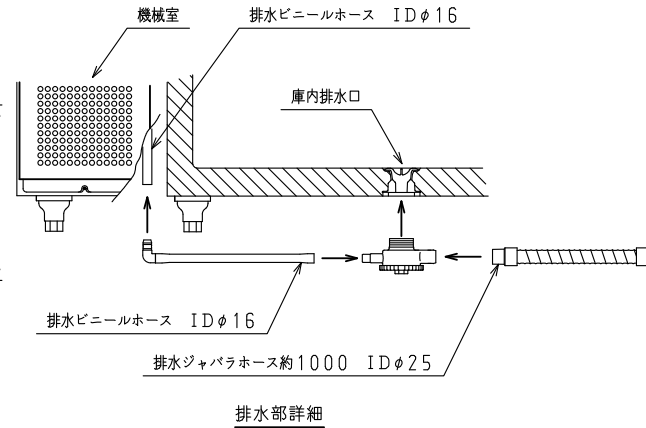 機械室
排水ビニールホース IDφ16
庫内排水口
排水ビニールホース IDφ16
排水ジャバラホース約1000 IDφ25
排水部詳細